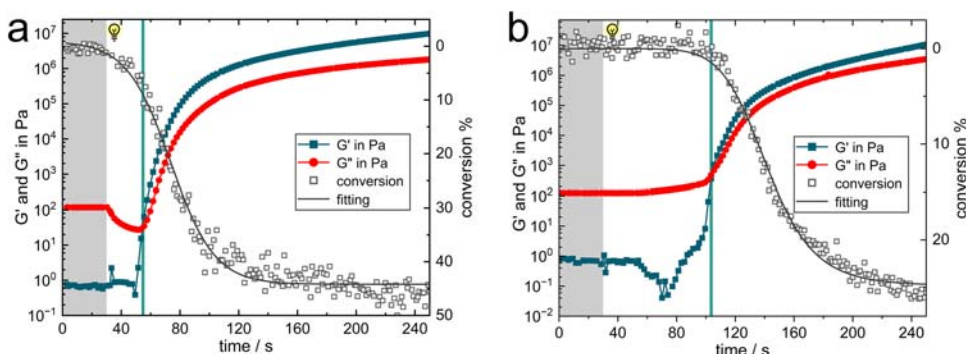 a
G' and G" in Pa
10⁷
10⁶
10⁵
10⁴
10³
10²
10¹
10⁰
10⁻¹
0
10
20
30
40
50
conversion %
G' in Pa
G" in Pa
conversion
fitting
0 40 80 120 160 200 240
time / s
b
G' and G" in Pa
10⁷
10⁶
10⁵
10⁴
10³
10²
10¹
10⁰
10⁻¹
10⁻²
0
5
10
15
20
conversion %
G' in Pa
G" in Pa
conversion
fitting
0 40 80 120 160 200 240
time / s